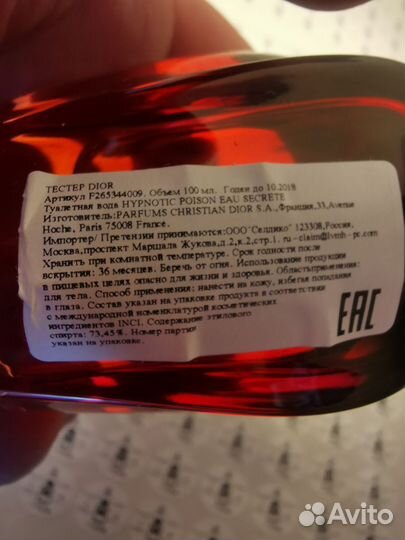 ТЕСТЕР DIOR
Артикул F265344009. Объем 100 мл. Годен до 10.2018
Туалетная вода HYPNOTIC POISON EAU SECRETE
Изготовитель:PARFUMS CHRISTIAN DIOR S.A.,Франция,33,Avenue
Hoche, Paris 75008 France.
Импортер/ Претензии принимаются:ООО"Селдико" 123308,Россия,
Москва,проспект Маршала Жукова,д.2,к.2,стр.1. ru-claim@lvmh-pc.com
Хранить при комнатной температуре. Срок годности после
вскрытия: 36 месяцев. Беречь от огня. Использование продукции
в пищевых целях опасно для жизни и здоровья. Область применения:
для тела. Способ применения: нанести на кожу, избегая попадания
в глаза. Состав указан на упаковке продукта в соответствии
с международной номенклатурой косметических
ингредиентов INCI. Содержание этилового
спирта: 73,45%. Номер партии
указан на упаковке.
EAC
Avito